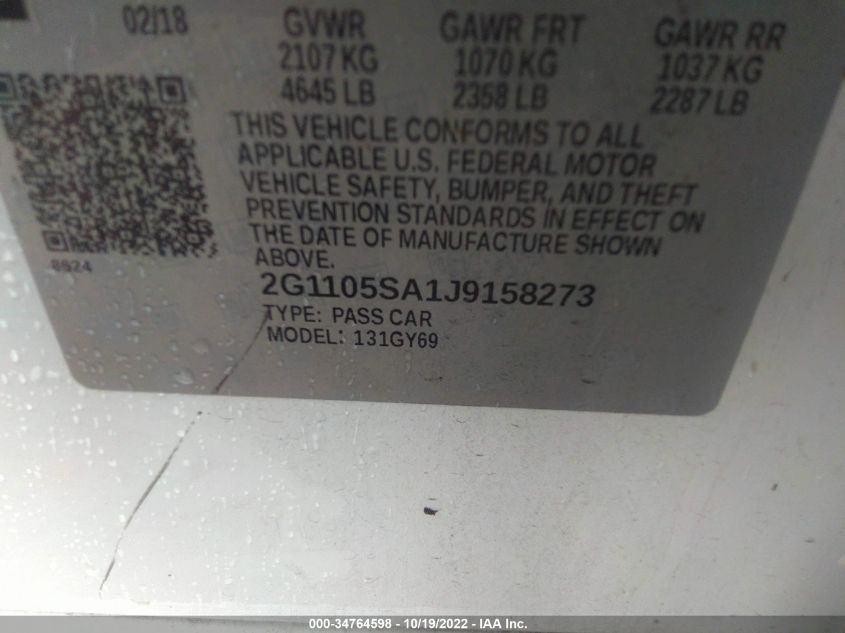 02/18 GVWR GAWR FRT GAWR RR
2107 KG 1070 KG 1037 KG
4645 LB 2358 LB 2287 LB
THIS VEHICLE CONFORMS TO ALL
APPLICABLE U.S. FEDERAL MOTOR
VEHICLE SAFETY, BUMPER, AND THEFT
PREVENTION STANDARDS IN EFFECT ON
THE DATE OF MANUFACTURE SHOWN
ABOVE.
8624
2G1105SA1J9158273
TYPE: PASS CAR
MODEL: 131GY69
000-34764598 - 10/19/2022 - IAA Inc.